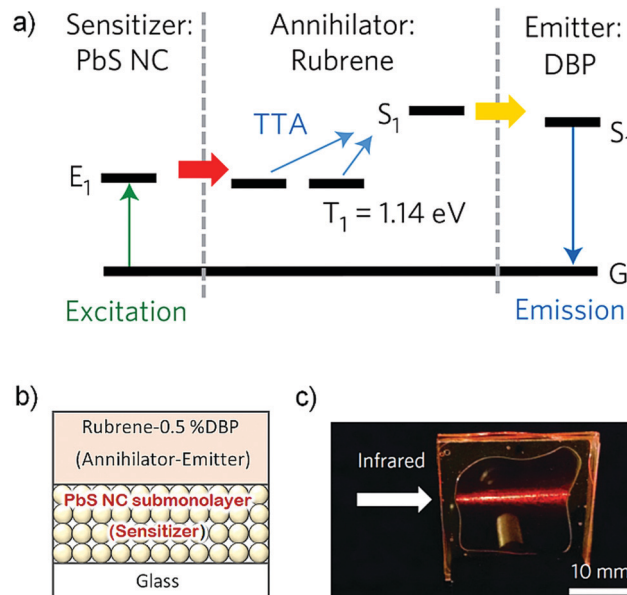 a)
Sensitizer:
PbS NC
Annihilator:
Rubrene
Emitter:
DBP
TTA
S1
E1
T1 = 1.14 eV
S
G
Excitation
Emission
b)
Rubrene-0.5 %DBP
(Annihilator-Emitter)
PbS NC submonolayer
(Sensitizer)
Glass
c)
Infrared
10 mm